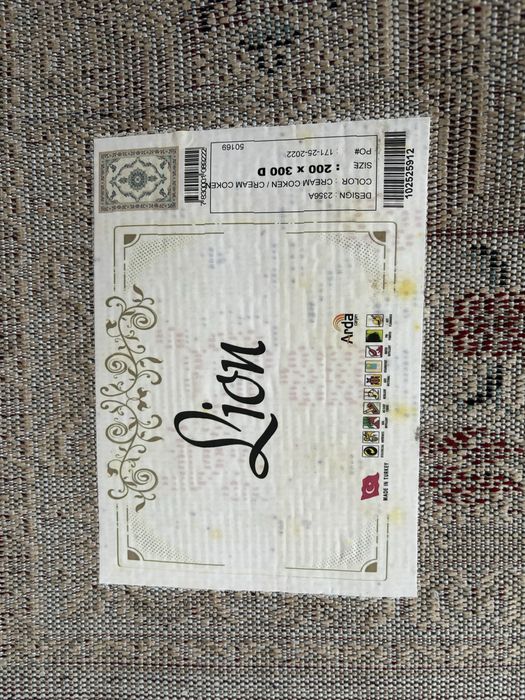 Lion
Arda
MADE IN TURKEY
102525912
DESIGN : 2356A
COLOR : CREAM COKEN / CREAM COKEN
SIZE : 200 x 300 D
PO# : 171-25-2022
50169